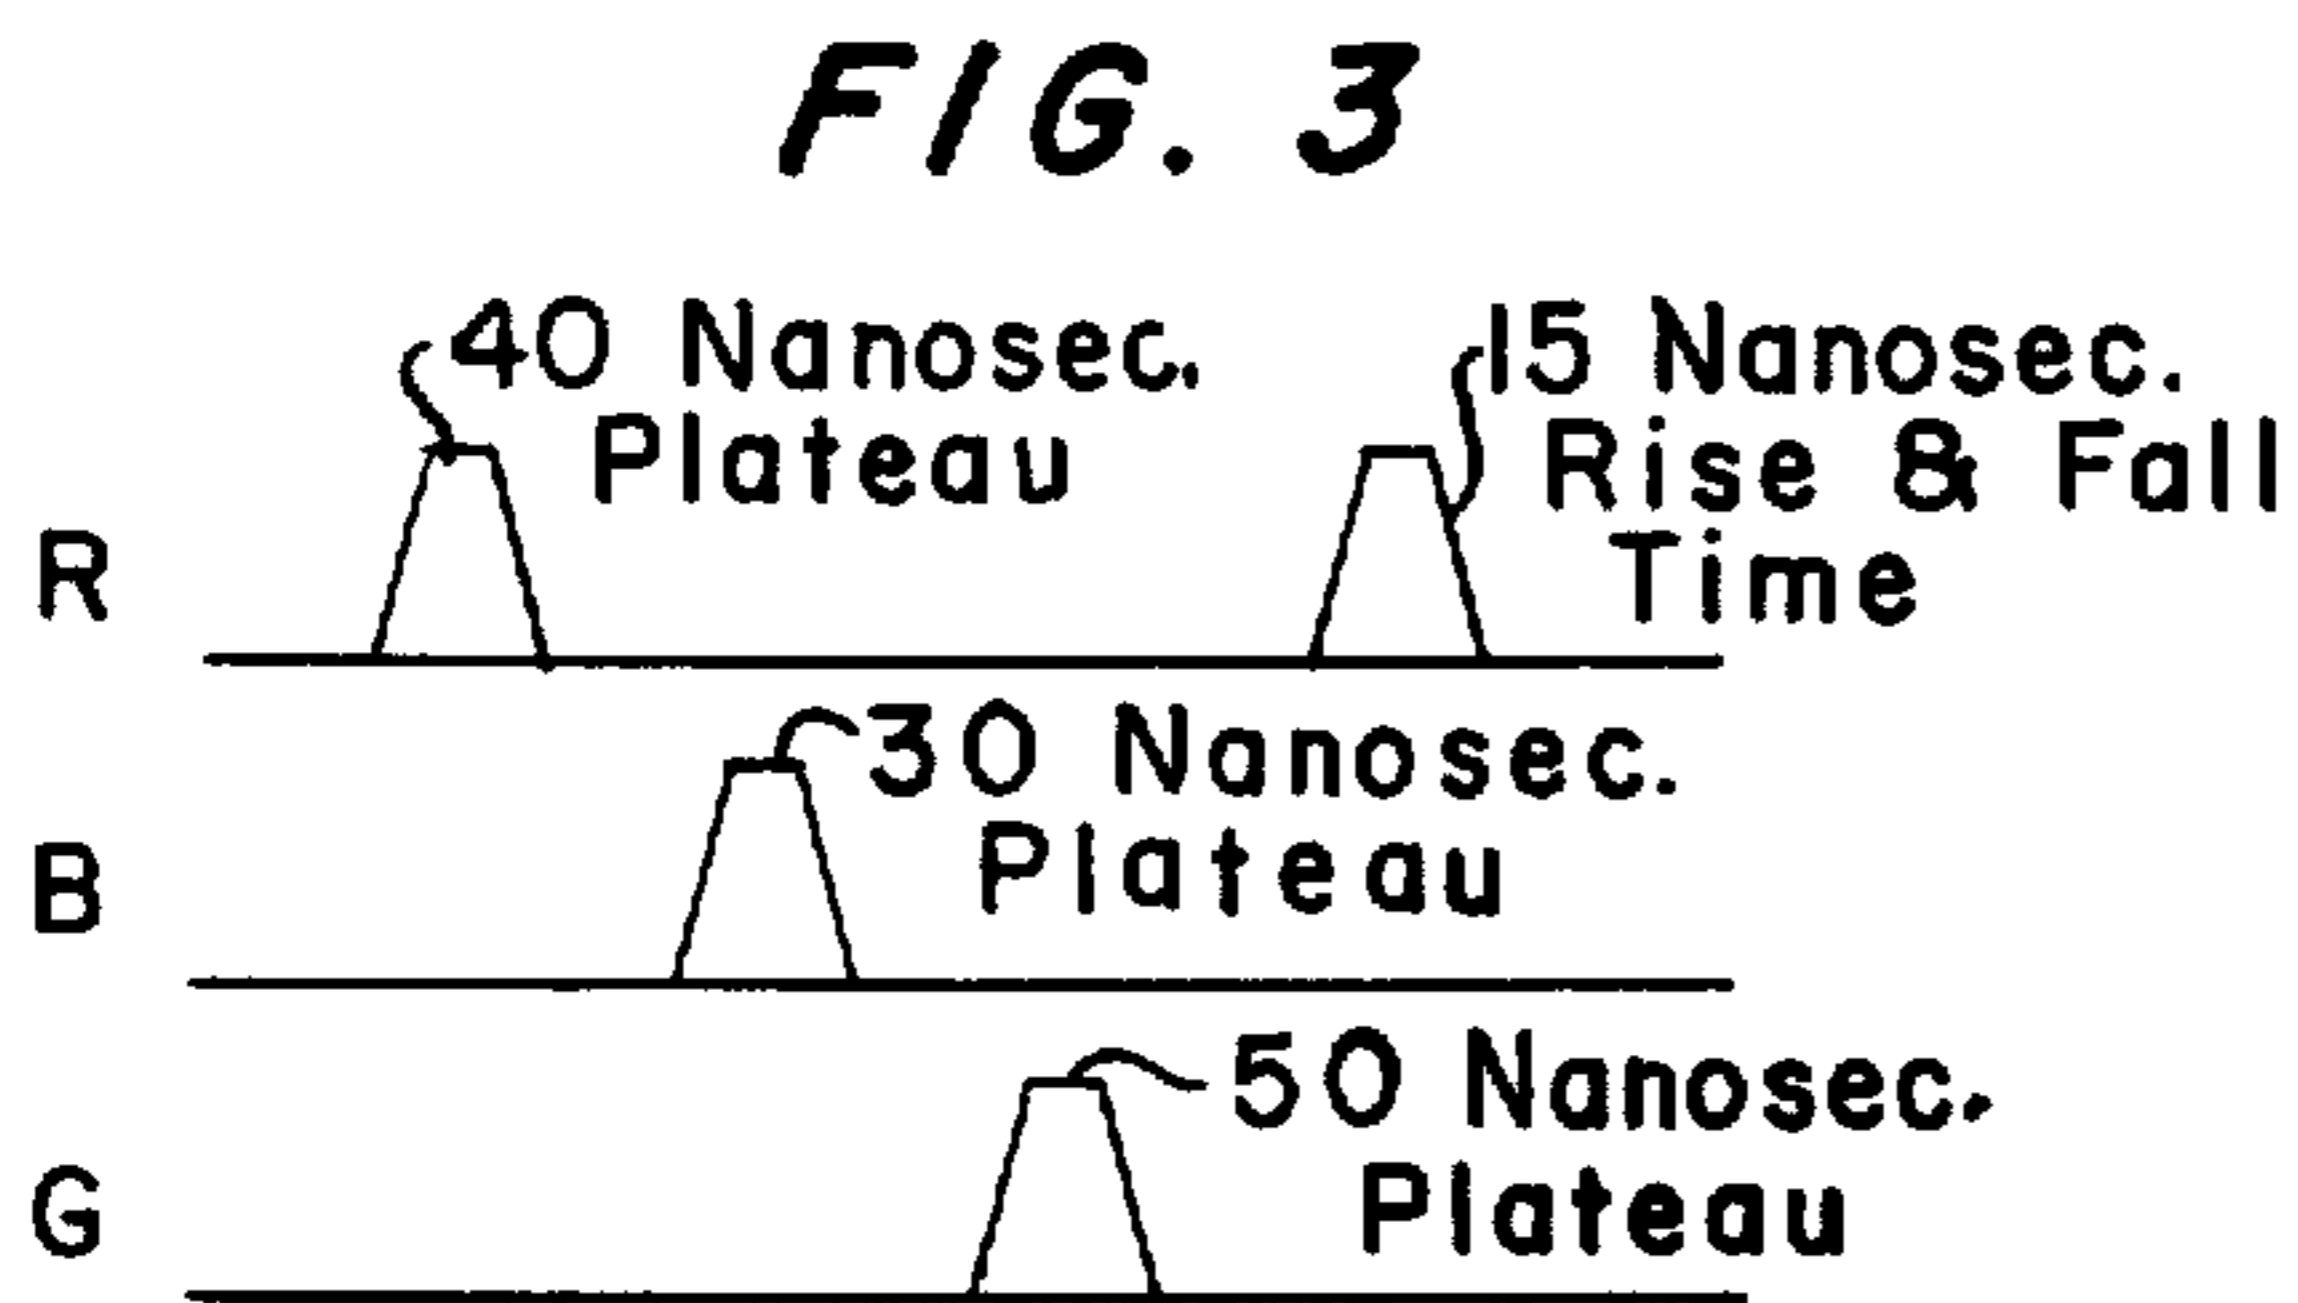 FIG. 3
40 Nanosec.
Plateau
15 Nanosec.
Rise & Fall
Time
R
30 Nanosec.
Plateau
B
50 Nanosec.
Plateau
G